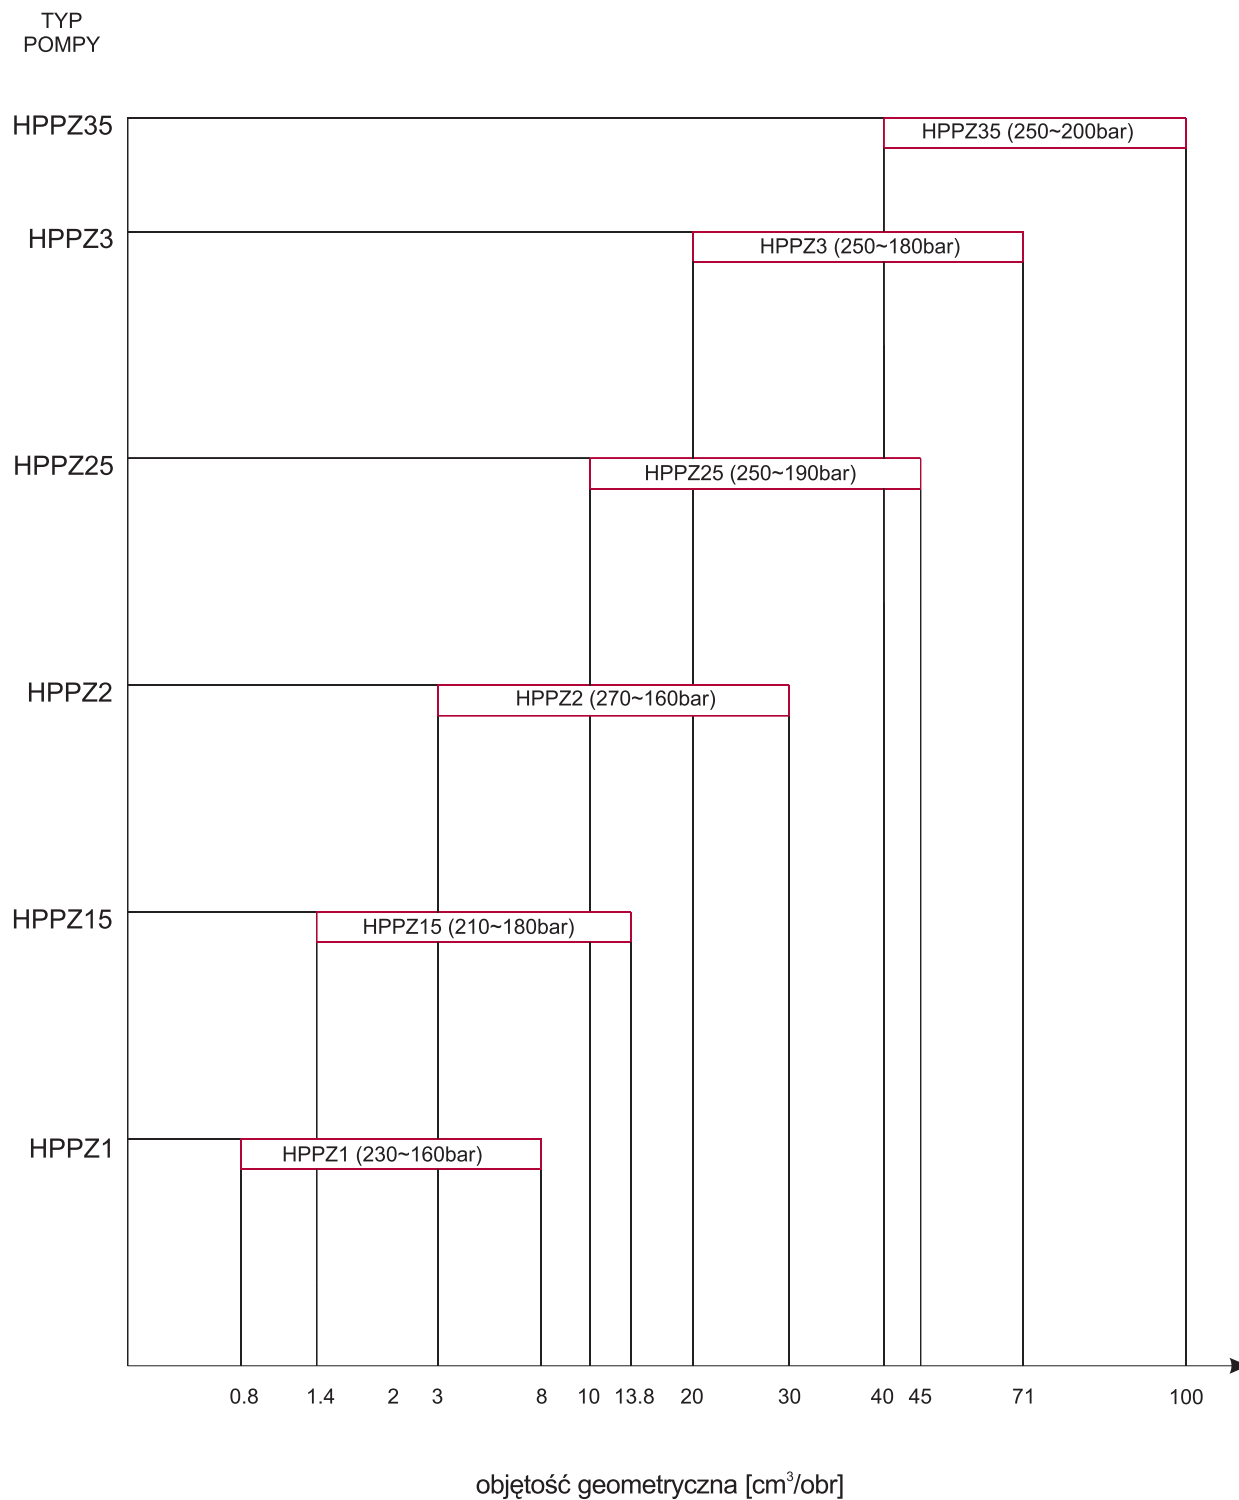 TYP
POMPY
HPPZ35
HPPZ35 (250~200bar)
HPPZ3
HPPZ3 (250~180bar)
HPPZ25
HPPZ25 (250~190bar)
HPPZ2
HPPZ2 (270~160bar)
HPPZ15
HPPZ15 (210~180bar)
HPPZ1
HPPZ1 (230~160bar)
0.8 1.4 2 3 8 10 13.8 20 30 40 45 71 100
objętość geometryczna [cm³/obr]